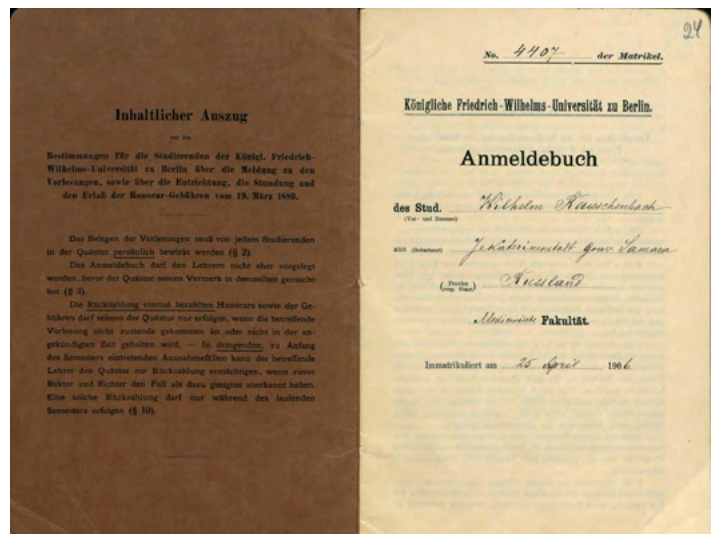 Inhaltlicher Auszug
aus den
Bestimmungen für die Studierenden der Königl. Friedrich-
Wilhelms-Universität zu Berlin über die Meldung zu den
Vorlesungen, sowie über die Entrichtung, die Stundung und
den Erlaß der Honorar-Gebühren vom 19. März 1889.
Das Belegen der Vorlesungen muß von jedem Studierenden
in der Quästur persönlich bewirkt werden (§ 2).
Das Anmeldebuch darf den Lehrern nicht eher vorgelegt
werden, bevor der Quästor seinen Vermerk in demselben gemacht
hat (§ 3).
Die Rückzahlung einmal bezahlten Honorars sowie der Ge-
bühren darf seitens der Quästur nur erfolgen, wenn die betreffende
Vorlesung nicht zustande gekommen ist oder nicht in der an-
gekündigten Zeit gehalten wird. — In dringenden, zu Anfang
des Semesters eintretenden Ausnahmefällen kann der betreffende
Lehrer den Quästor zur Rückzahlung ermächtigen, wenn zuvor
Rektor und Richter den Fall als dazu geeignet anerkannt haben.
Eine solche Rückzahlung darf nur während des laufenden
Semesters erfolgen (§ 10).
24
No. 4407 der Matrikel.
Königliche Friedrich-Wilhelms-Universität zu Berlin.
Anmeldebuch
des Stud. Wilhelm Rauschenbach
(Vor- und Zuname)
aus (Geburtsort) Jekaterinenstadt gouv Samara
(Provinz resp. Staat) Russland
Medicinische Fakultät.
Immatrikuliert am 25 April 1906